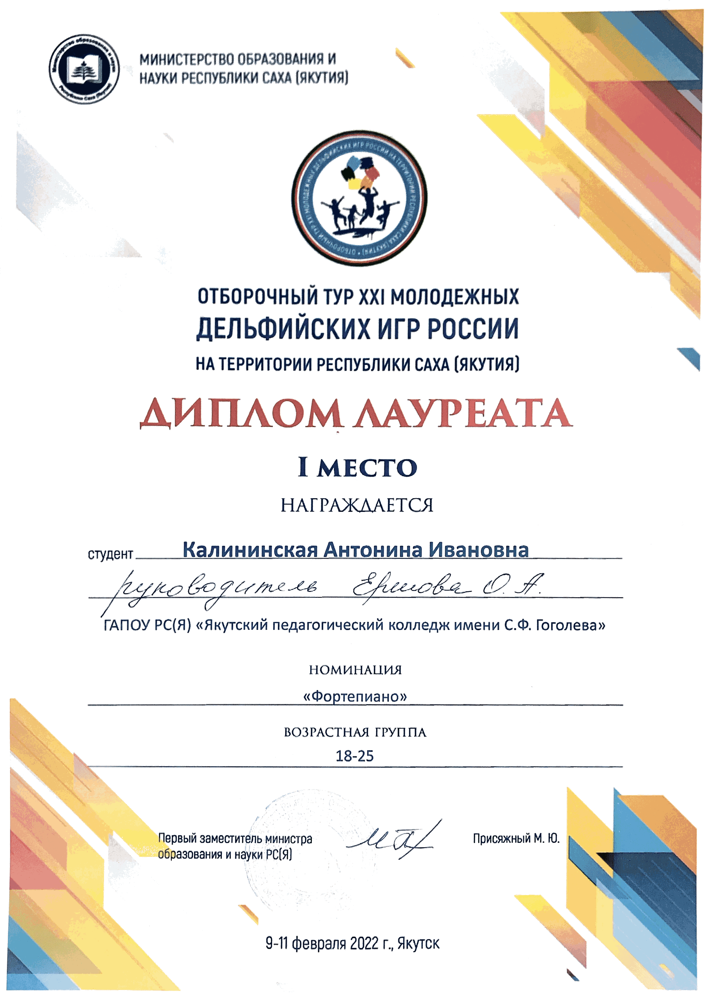 Министерство образования и науки
Республики Саха (Якутия)
МИНИСТЕРСТВО ОБРАЗОВАНИЯ И
НАУКИ РЕСПУБЛИКИ САХА (ЯКУТИЯ)
ОТБОРОЧНЫЙ ТУР XXI МОЛОДЕЖНЫХ ДЕЛЬФИЙСКИХ ИГР РОССИИ НА ТЕРРИТОРИИ РЕСПУБЛИКИ САХА (ЯКУТИЯ) •
ОТБОРОЧНЫЙ ТУР XXI МОЛОДЕЖНЫХ
ДЕЛЬФИЙСКИХ ИГР РОССИИ
НА ТЕРРИТОРИИ РЕСПУБЛИКИ САХА (ЯКУТИЯ)
ДИПЛОМ ЛАУРЕАТА
I МЕСТО
НАГРАЖДАЕТСЯ
студент Калининская Антонина Ивановна
руководитель Ершова О. А.
ГАПОУ РС(Я) «Якутский педагогический колледж имени С.Ф. Гоголева»
НОМИНАЦИЯ
«Фортепиано»
ВОЗРАСТНАЯ ГРУППА
18-25
Первый заместитель министра
образования и науки РС(Я)
Присяжный М. Ю.
9-11 февраля 2022 г., Якутск